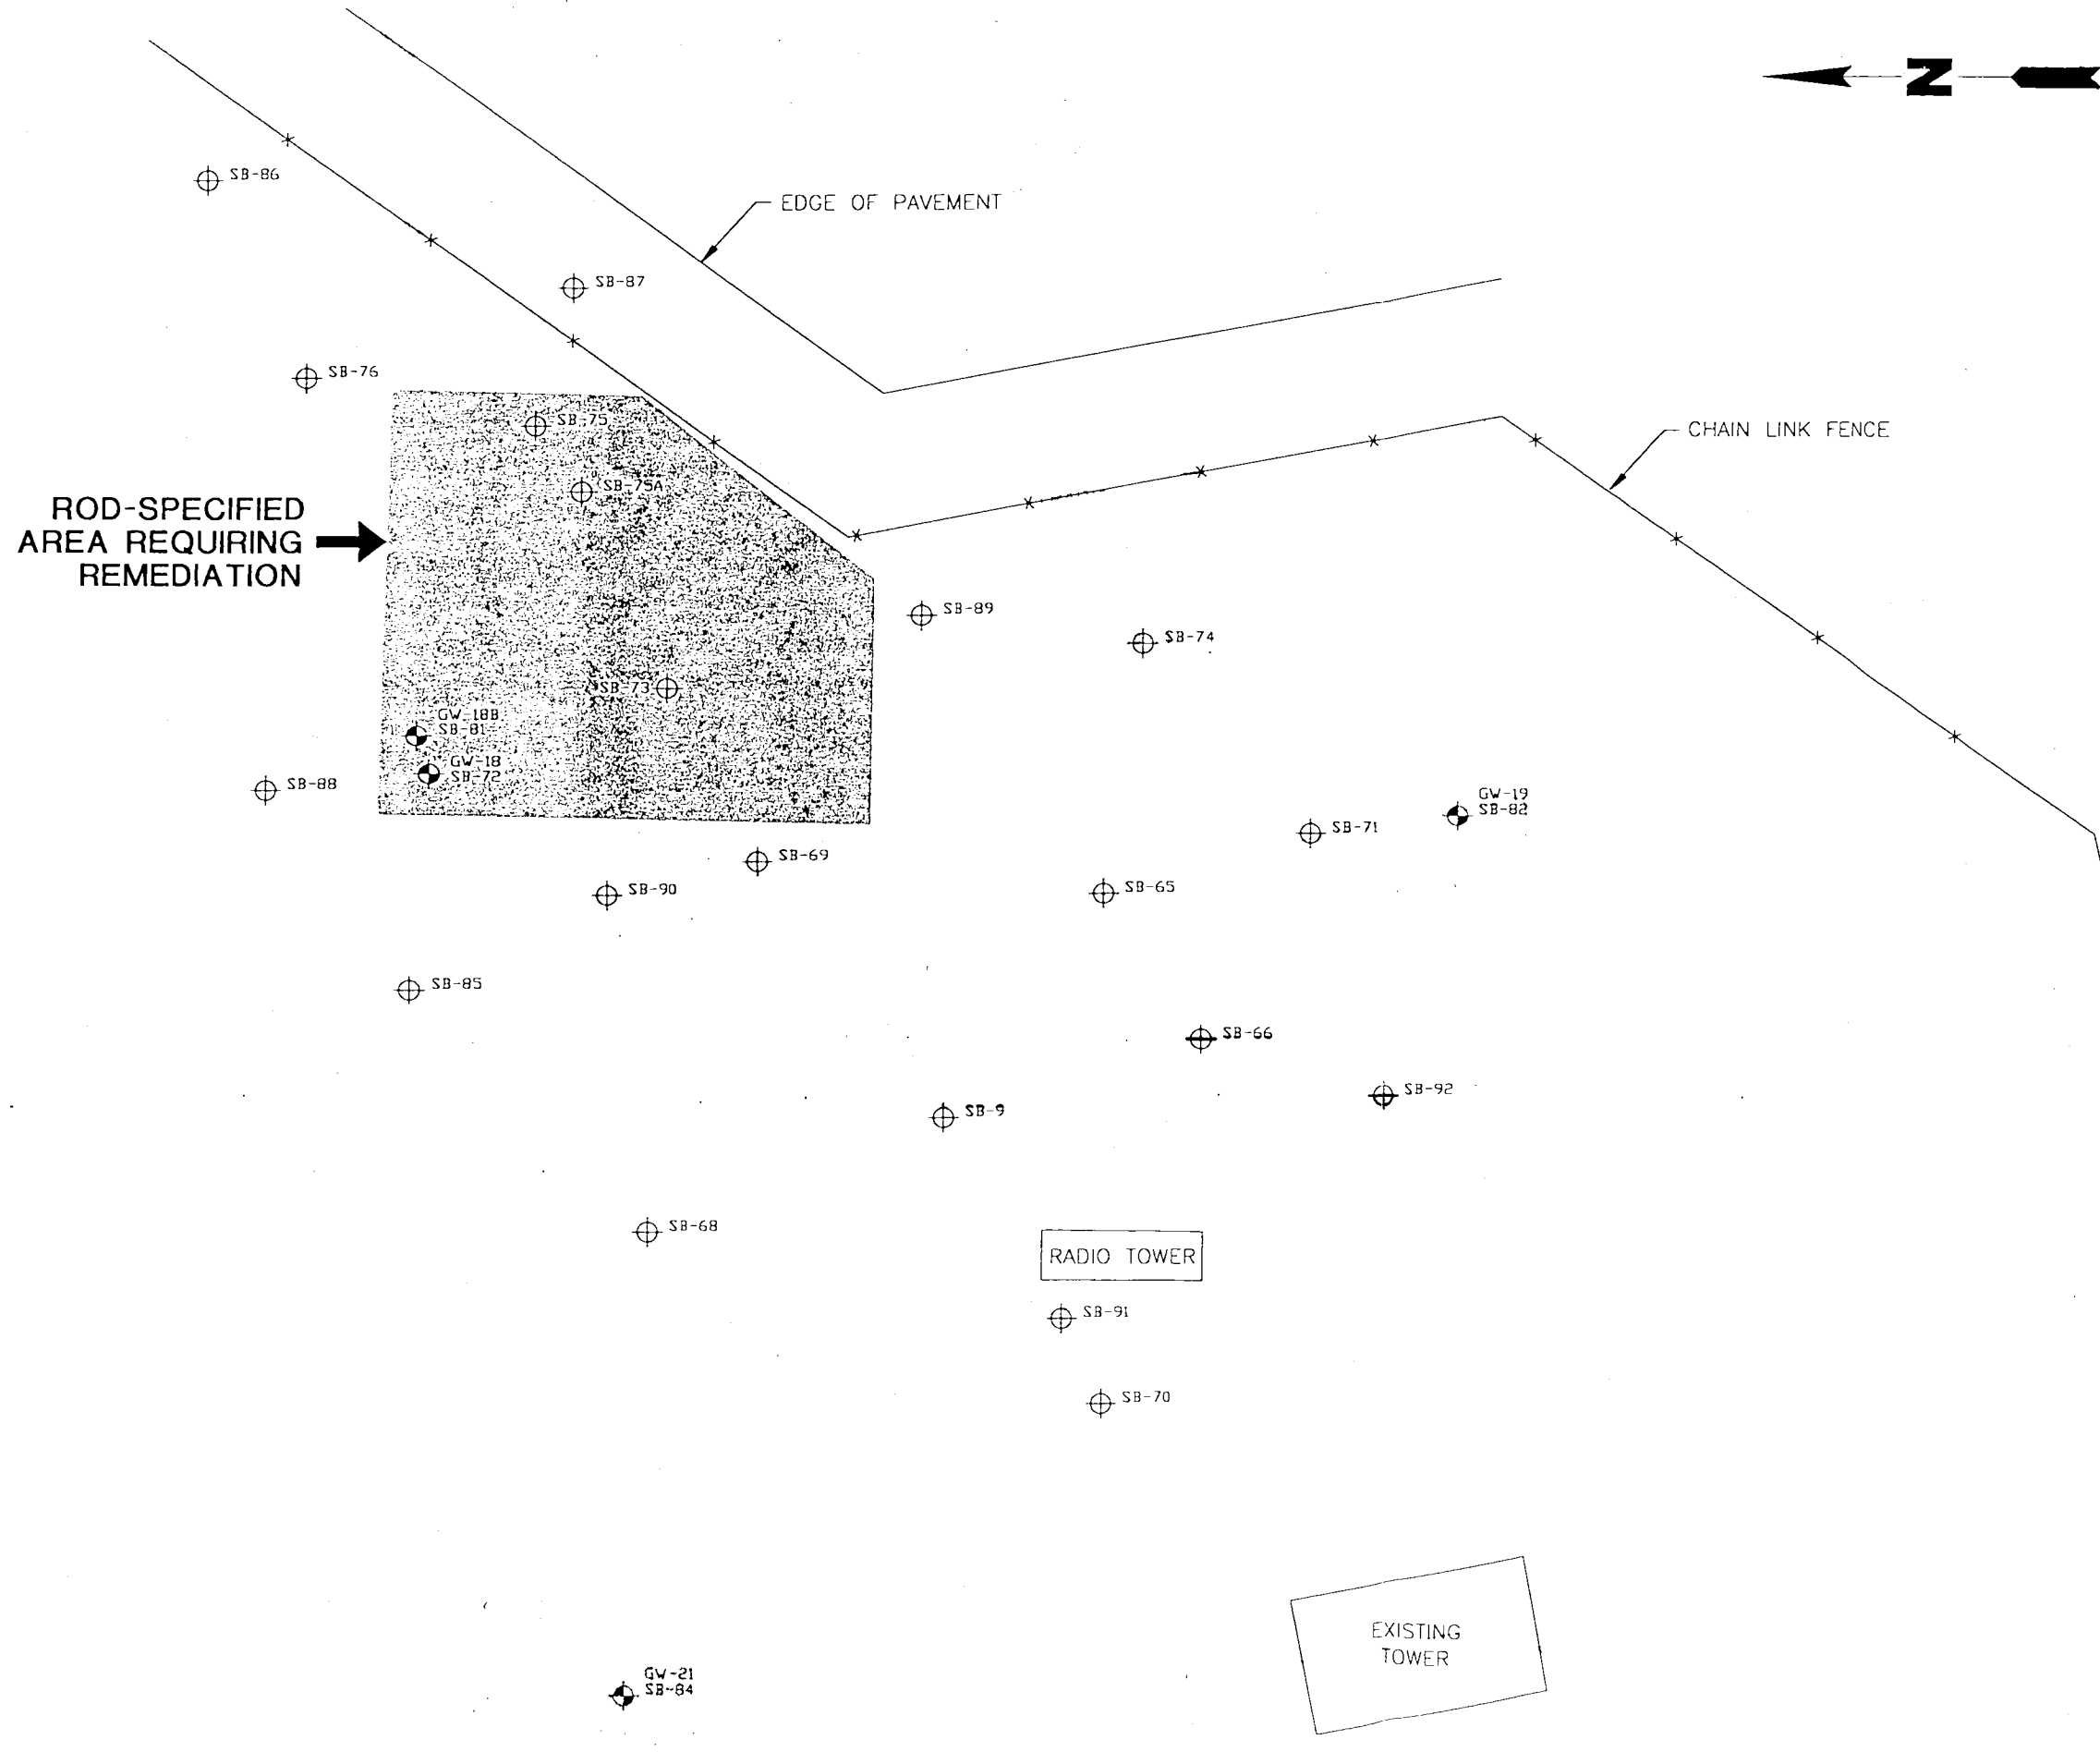 N
SB-86
EDGE OF PAVEMENT
SB-87
SB-76
SB-75
CHAIN LINK FENCE
SB-75A
ROD-SPECIFIED
AREA REQUIRING
REMEDIATION
SB-89
SB-74
SB-73
GW-18B
SB-81
GW-18
SB-72
SB-88
GW-19
SB-82
SB-71
SB-69
SB-90
SB-65
SB-85
SB-66
SB-92
SB-9
SB-68
RADIO TOWER
SB-91
SB-70
EXISTING
TOWER
GW-21
SB-84